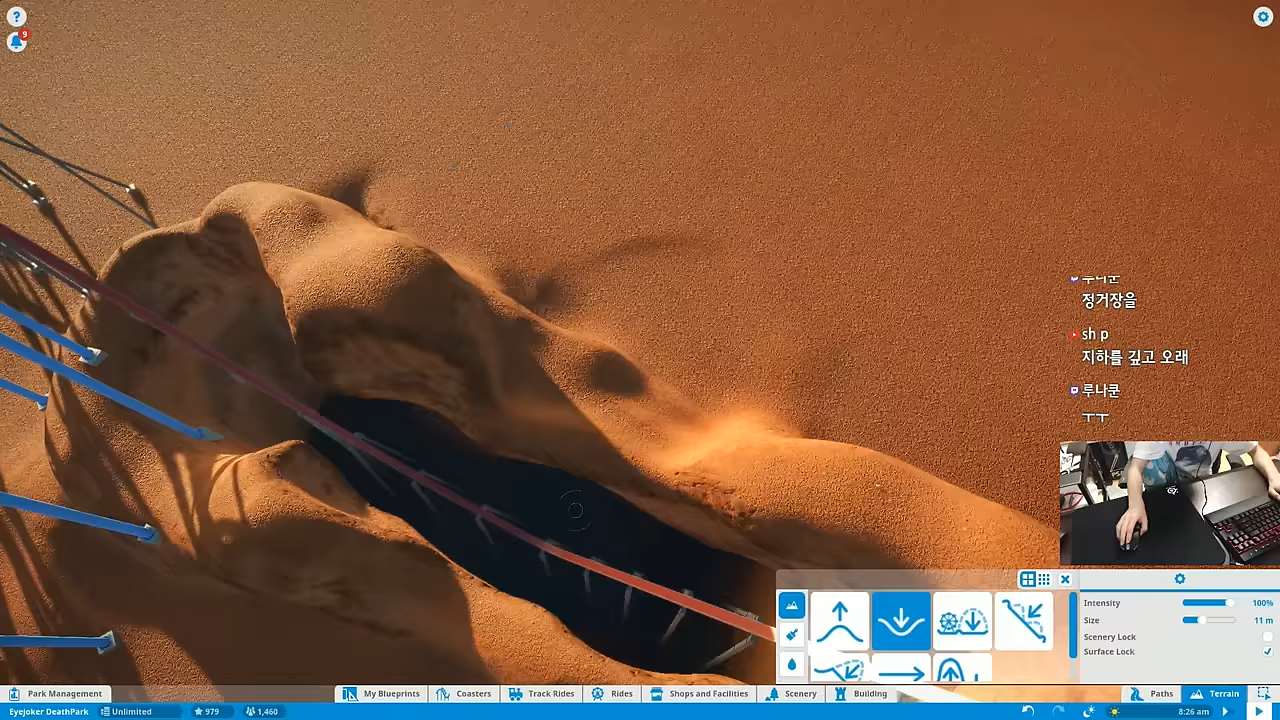 9
정거장을
sh p
지하를 깊고 오래
루나쿤
ㅜㅜ
Intensity 100%
Size 11 m
Scenery Lock
Surface Lock
Park Management My Blueprints Coasters Track Rides Rides Shops and Facilities Scenery Building Paths Terrain
Eyejoker DeathPark Unlimited 979 1,460 8:26 am